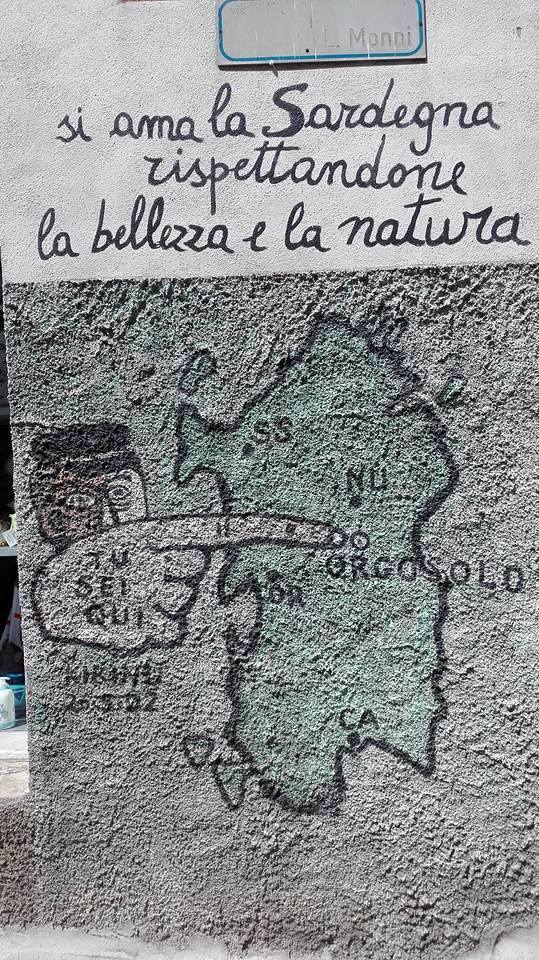 L. Monni
si ama la Sardegna
rispettandone
la bellezza e la natura
SS
NU
TU
SEI
QUI
ORGOSOLO
OR
CA